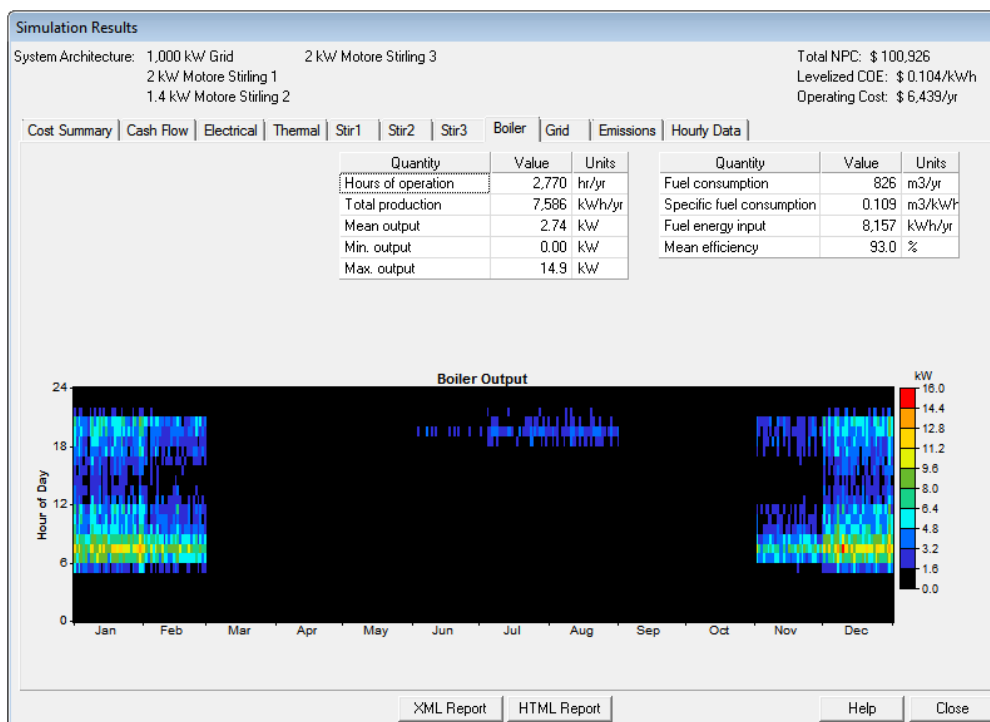 Simulation Results
System Architecture: 1,000 kW Grid 2 kW Motore Stirling 3
2 kW Motore Stirling 1
1.4 kW Motore Stirling 2
Total NPC: $ 100,926
Levelized COE: $ 0.104/kWh
Operating Cost: $ 6,439/yr
Cost Summary Cash Flow Electrical Thermal Stir1 Stir2 Stir3 Boiler Grid Emissions Hourly Data
Quantity Value Units
Hours of operation 2,770 hr/yr
Total production 7,586 kWh/yr
Mean output 2.74 kW
Min. output 0.00 kW
Max. output 14.9 kW
Quantity Value Units
Fuel consumption 826 m3/yr
Specific fuel consumption 0.109 m3/kWh
Fuel energy input 8,157 kWh/yr
Mean efficiency 93.0 %
Boiler Output
Hour of Day
24
18
12
6
0
Jan Feb Mar Apr May Jun Jul Aug Sep Oct Nov Dec
kW
16.0
14.4
12.8
11.2
9.6
8.0
6.4
4.8
3.2
1.6
0.0
XML Report HTML Report Help Close